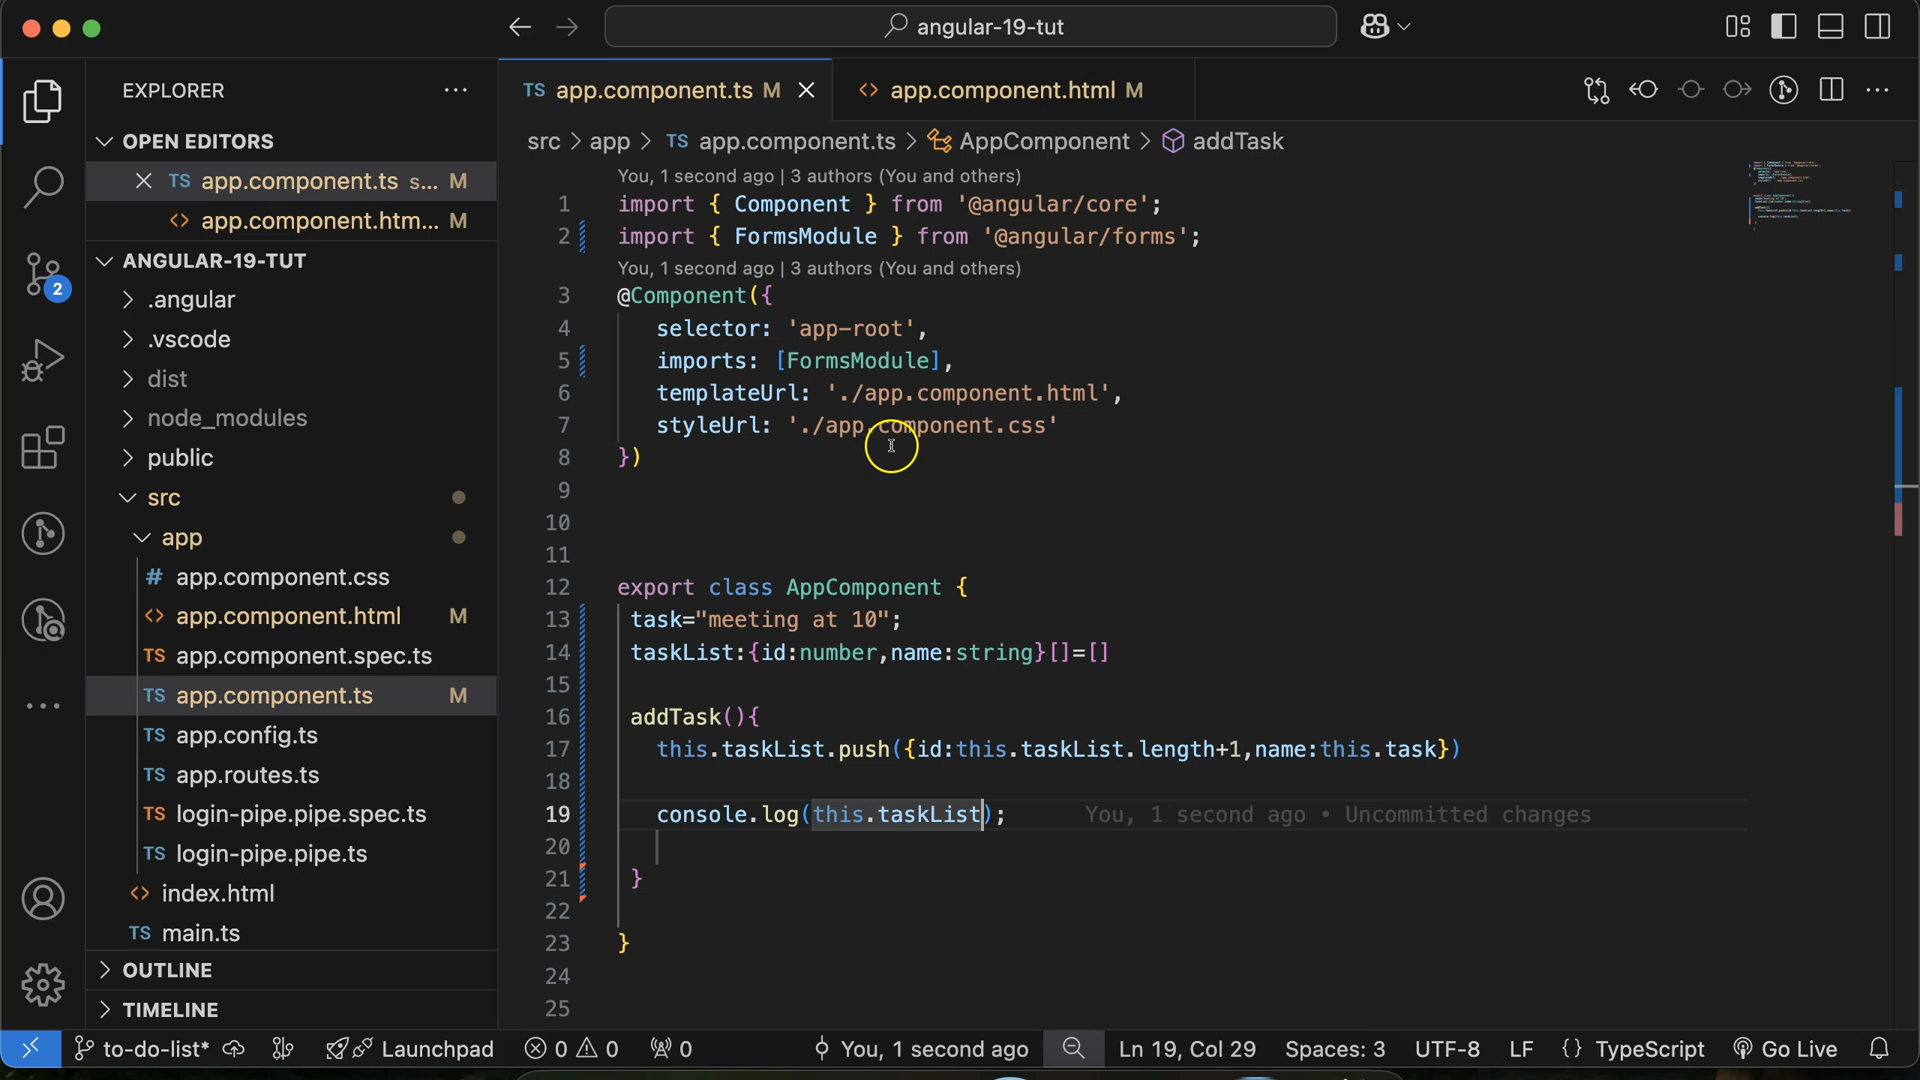 angular-19-tut
EXPLORER
OPEN EDITORS
TS app.component.ts s... M
<> app.component.htm... M
ANGULAR-19-TUT
.angular
.vscode
dist
node_modules
public
src
app
# app.component.css
<> app.component.html M
TS app.component.spec.ts
TS app.component.ts M
TS app.config.ts
TS app.routes.ts
TS login-pipe.pipe.spec.ts
TS login-pipe.pipe.ts
<> index.html
TS main.ts
OUTLINE
TIMELINE
2
TS app.component.ts M
<> app.component.html M
src > app > TS app.component.ts > AppComponent > addTask
You, 1 second ago | 3 authors (You and others)
1 import { Component } from '@angular/core';
2 import { FormsModule } from '@angular/forms';
You, 1 second ago | 3 authors (You and others)
3 @Component({
4 selector: 'app-root',
5 imports: [FormsModule],
6 templateUrl: './app.component.html',
7 styleUrl: './app.component.css'
8 })
9
10
11
12 export class AppComponent {
13 task="meeting at 10";
14 taskList:{id:number,name:string}[]=[]
15
16 addTask(){
17 this.taskList.push({id:this.taskList.length+1,name:this.task})
18
19 console.log(this.taskList); You, 1 second ago • Uncommitted changes
20
21 }
22
23 }
24
25
to-do-list* Launchpad 0 0 0 You, 1 second ago Ln 19, Col 29 Spaces: 3 UTF-8 LF {} TypeScript Go Live